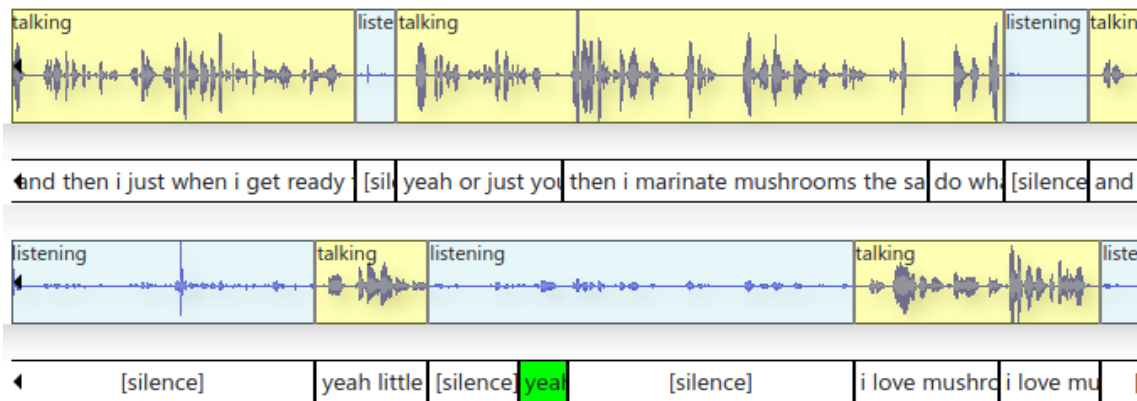 talking liste talking listening talkin
and then i just when i get ready [sil yeah or just you then i marinate mushrooms the sa do wha [silence and
listening talking listening talking liste
[silence] yeah little [silence] yeah [silence] i love mushro i love mu [